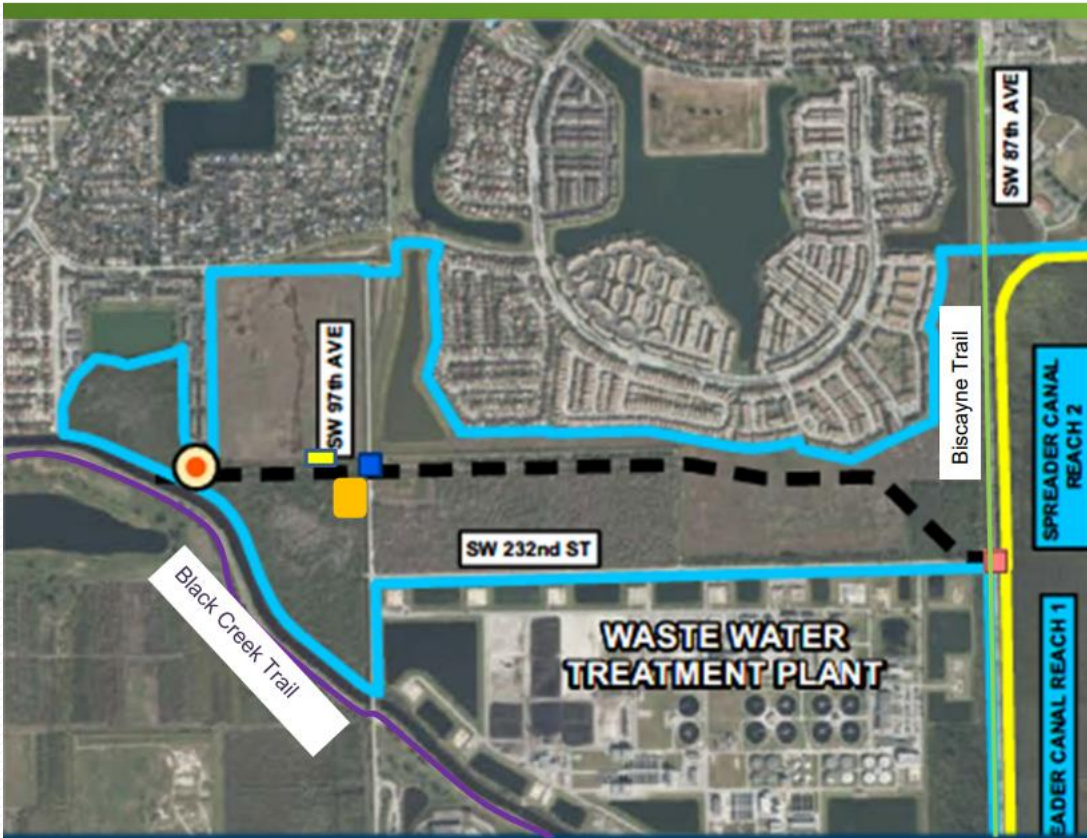 SW 87th AVE
SW 97th AVE
Biscayne Trail
SPREADER CANAL
REACH 2
SW 232nd ST
Black Creek Trail
WASTE WATER
TREATMENT PLANT
EADER CANAL REACH 1